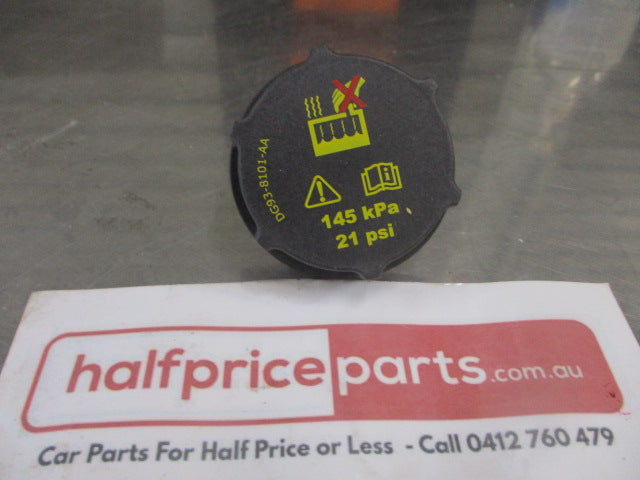 DG93-8101-AA
145 kPa
21 psi
halfpriceparts.com.au
Car Parts For Half Price or Less - Call 0412 760 479